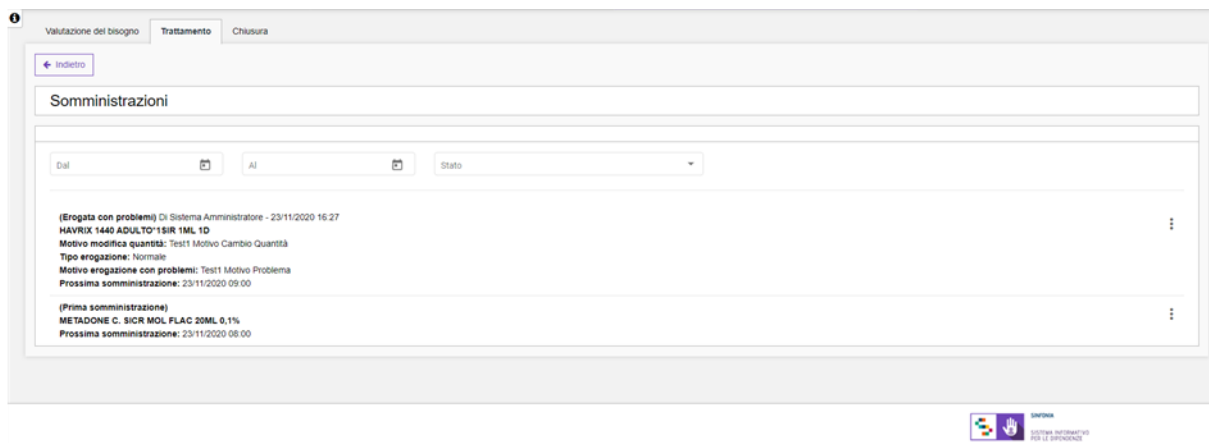 Valutazione del bisogno Trattamento Chiusura
Indietro
Somministrazioni
Dal Al Stato
(Erogata con problemi) Di Sistema Amministratore - 23/11/2020 16:27
HAVRIX 1440 ADULTO*1SIR 1ML 1D
Motivo modifica quantità: Test1 Motivo Cambio Quantità
Tipo erogazione: Normale
Motivo erogazione con problemi: Test1 Motivo Problema
Prossima somministrazione: 23/11/2020 09:00
(Prima somministrazione)
METADONE C. SICR MOL FLAC 20ML 0,1%
Prossima somministrazione: 23/11/2020 08:00
SINFONIA
SISTEMA INFORMATIVO
PER LE DIPENDENZE